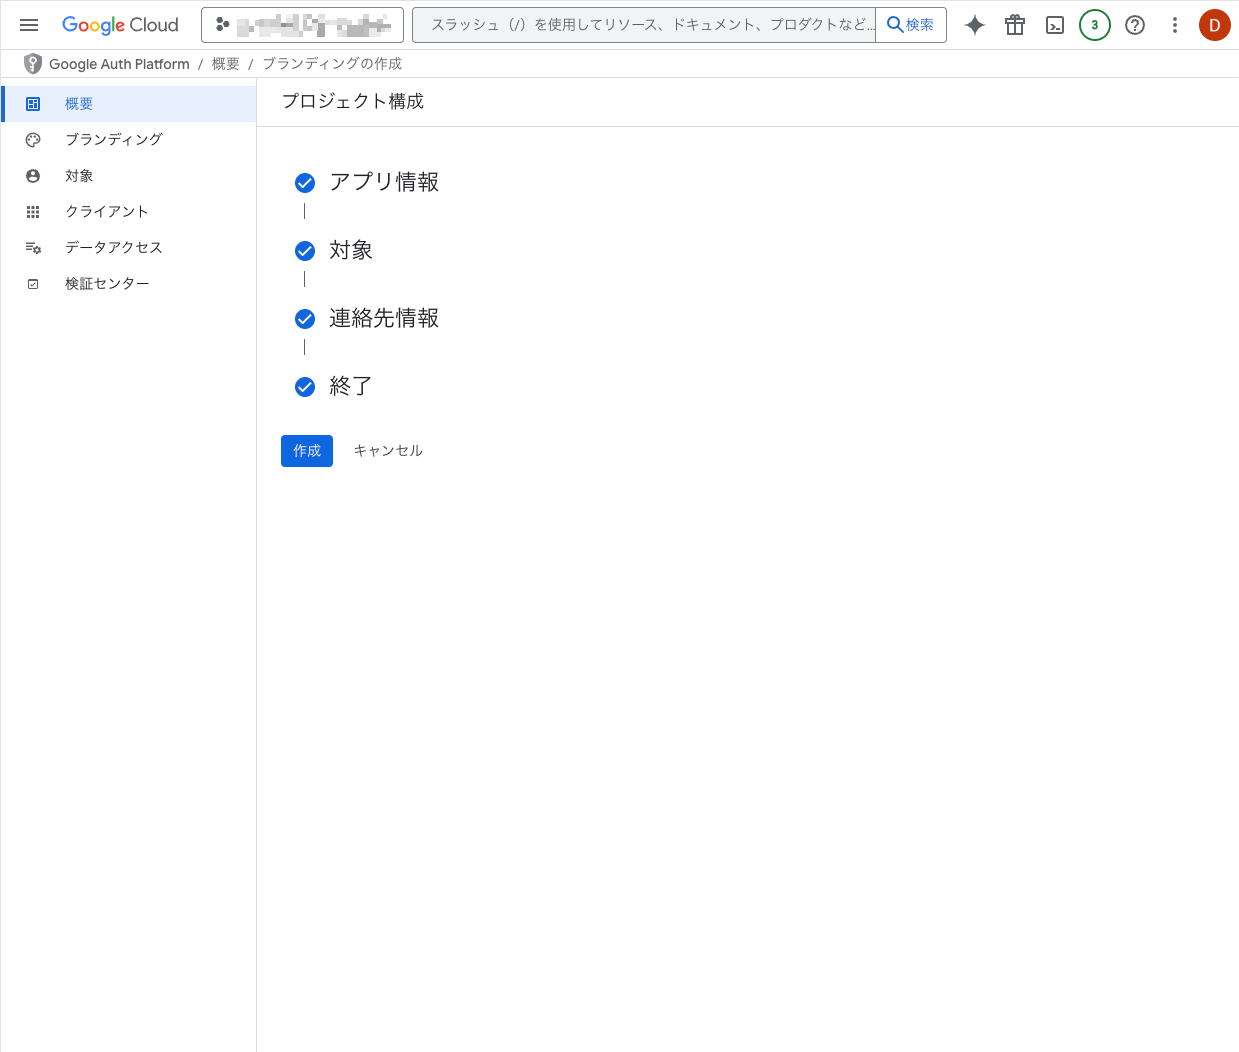 Google Cloud
スラッシュ（/）を使用してリソース、ドキュメント、プロダクトなど...
検索
3
D
Google Auth Platform / 概要 / ブランディングの作成
概要
ブランディング
対象
クライアント
データアクセス
検証センター
プロジェクト構成
アプリ情報
対象
連絡先情報
終了
作成
キャンセル